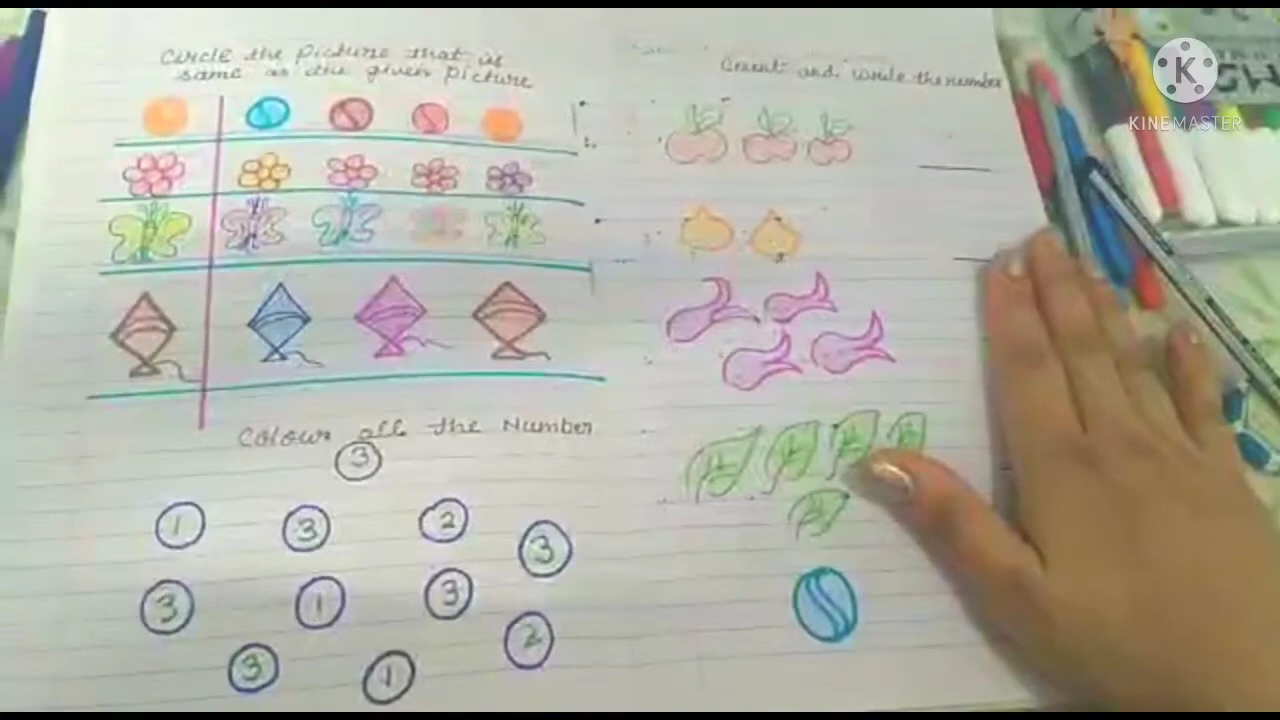 Circle the Picture that is
same as the given Picture
Colour all the Number
3
1 3 2 3
3 1 3 2
3 1
Count and write the number
K
KINEMASTER